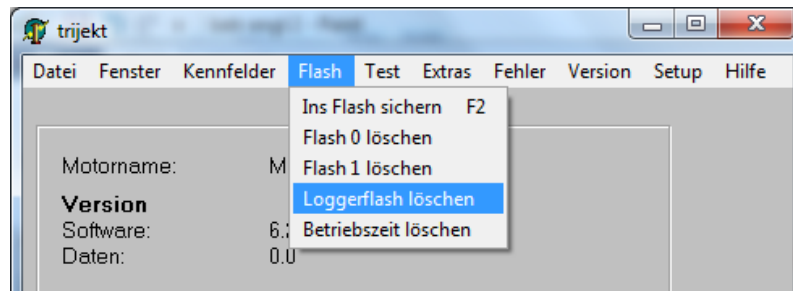 trijekt
Datei Fenster Kennfelder Flash Test Extras Fehler Version Setup Hilfe
Ins Flash sichern F2
Flash 0 löschen
Flash 1 löschen
Loggerflash löschen
Betriebszeit löschen
Motorname: M
Version
Software: 6.
Daten: 0.0